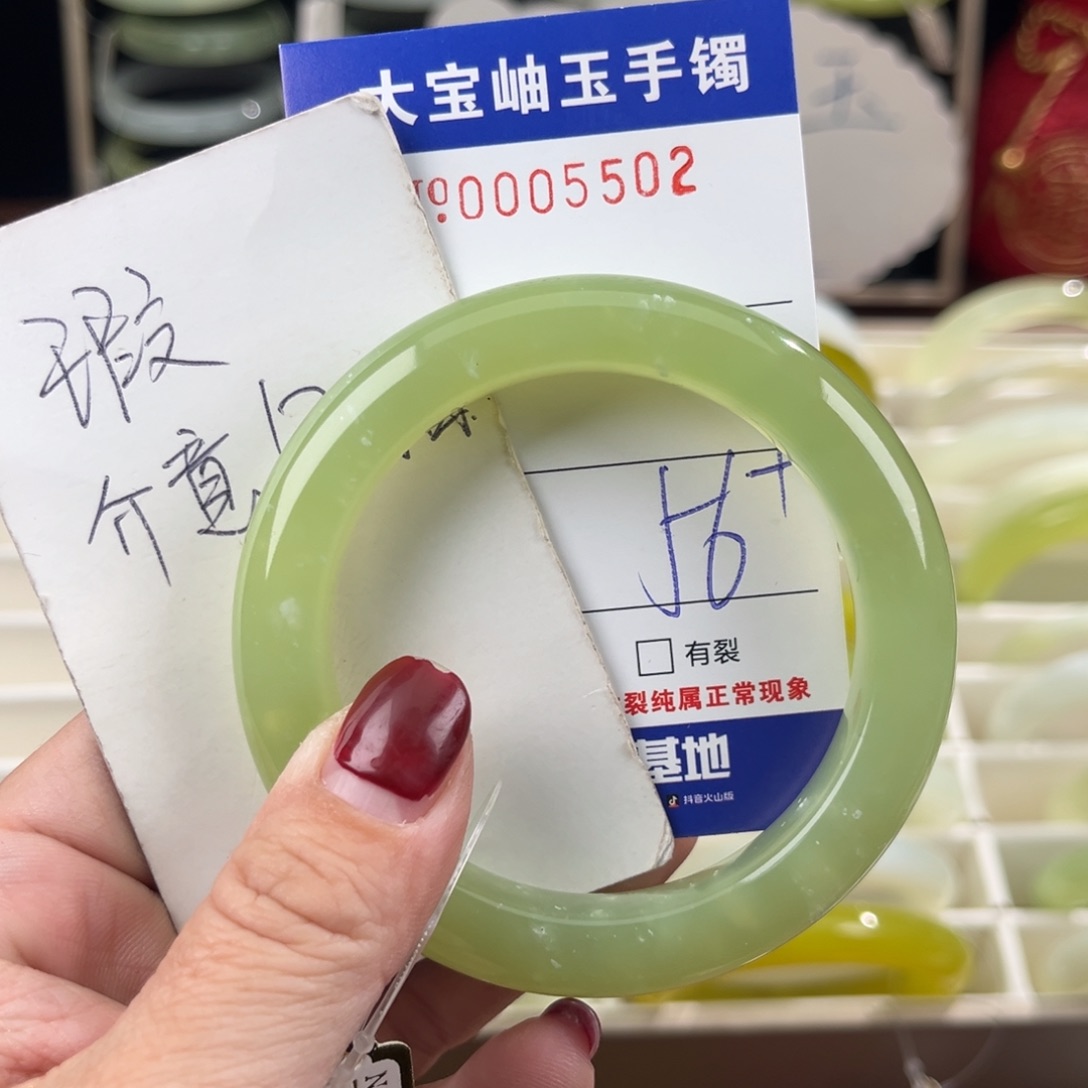 大宝岫玉手镯
№0005502
瑕
介意
56+
有裂
裂纯属正常现象
基地
抖音火山版